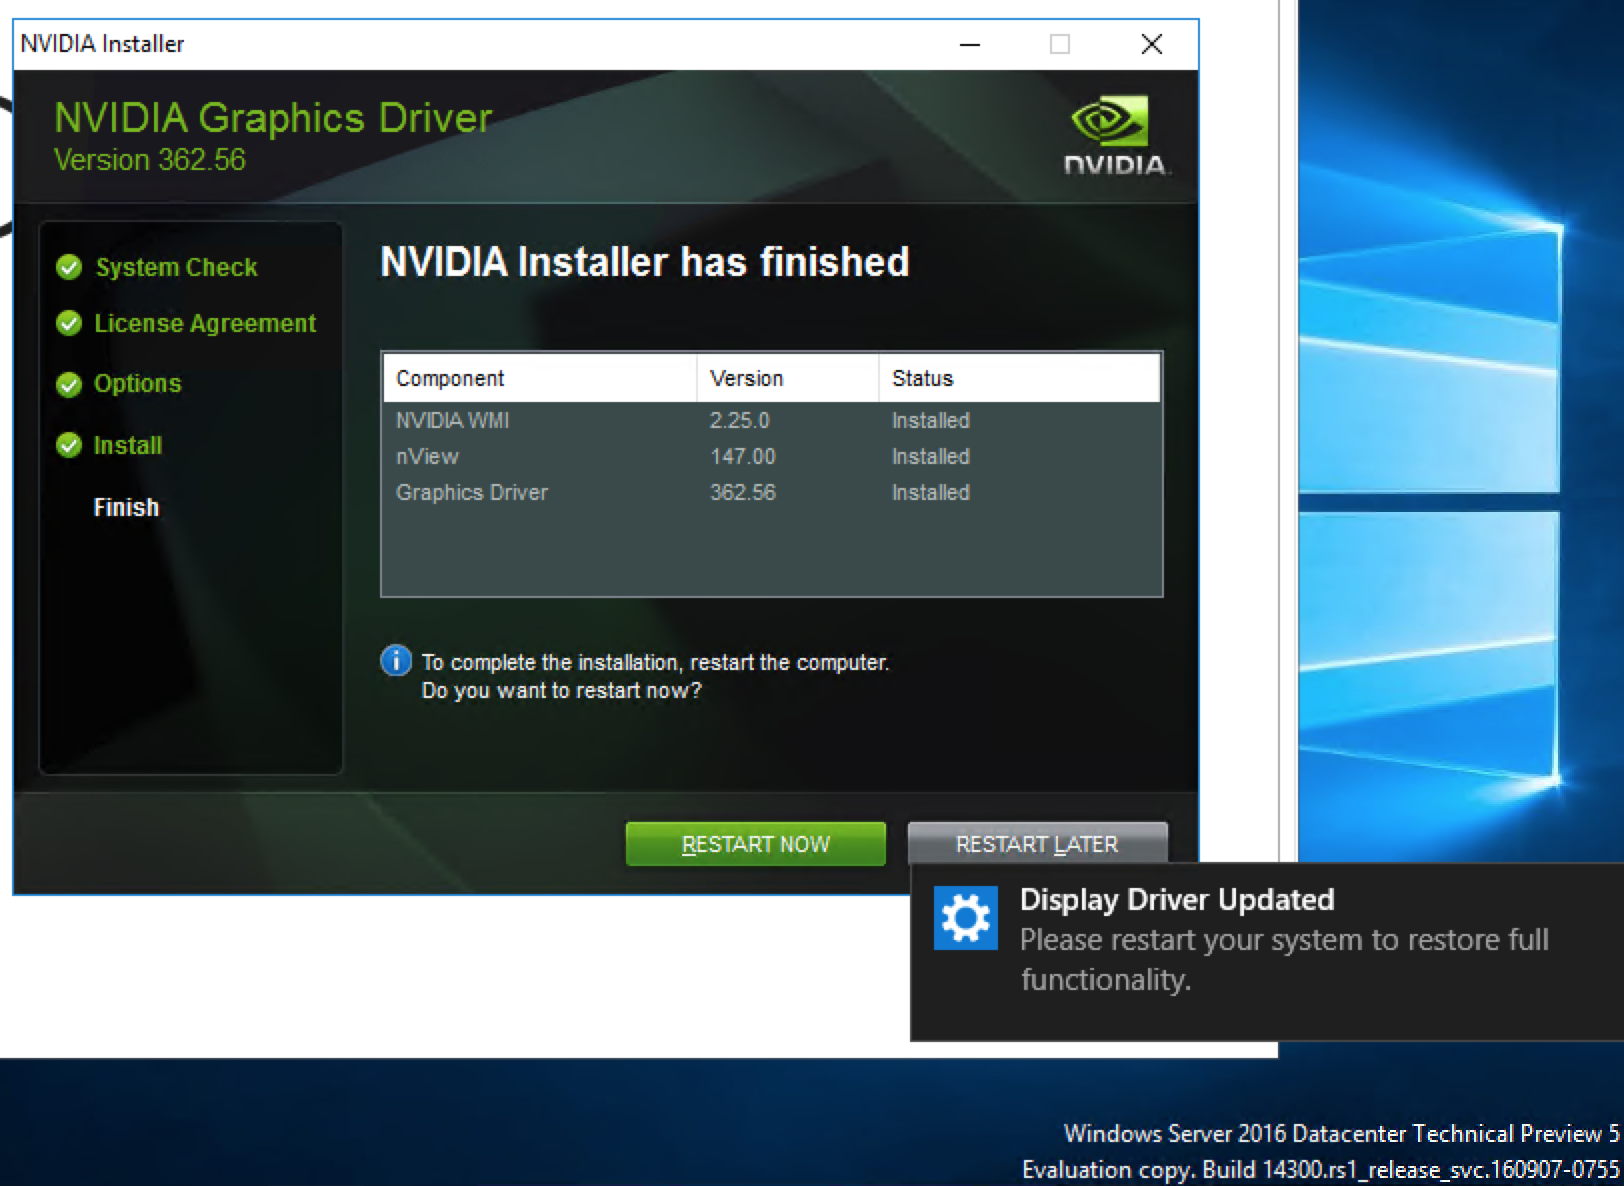 NVIDIA Installer
NVIDIA Graphics Driver
Version 362.56
NVIDIA
System Check
License Agreement
Options
Install
Finish
NVIDIA Installer has finished
Component Version Status
NVIDIA WMI 2.25.0 Installed
nView 147.00 Installed
Graphics Driver 362.56 Installed
To complete the installation, restart the computer.
Do you want to restart now?
RESTART NOW RESTART LATER
Display Driver Updated
Please restart your system to restore full
functionality.
Windows Server 2016 Datacenter Technical Preview 5
Evaluation copy. Build 14300.rs1_release_svc.160907-0755